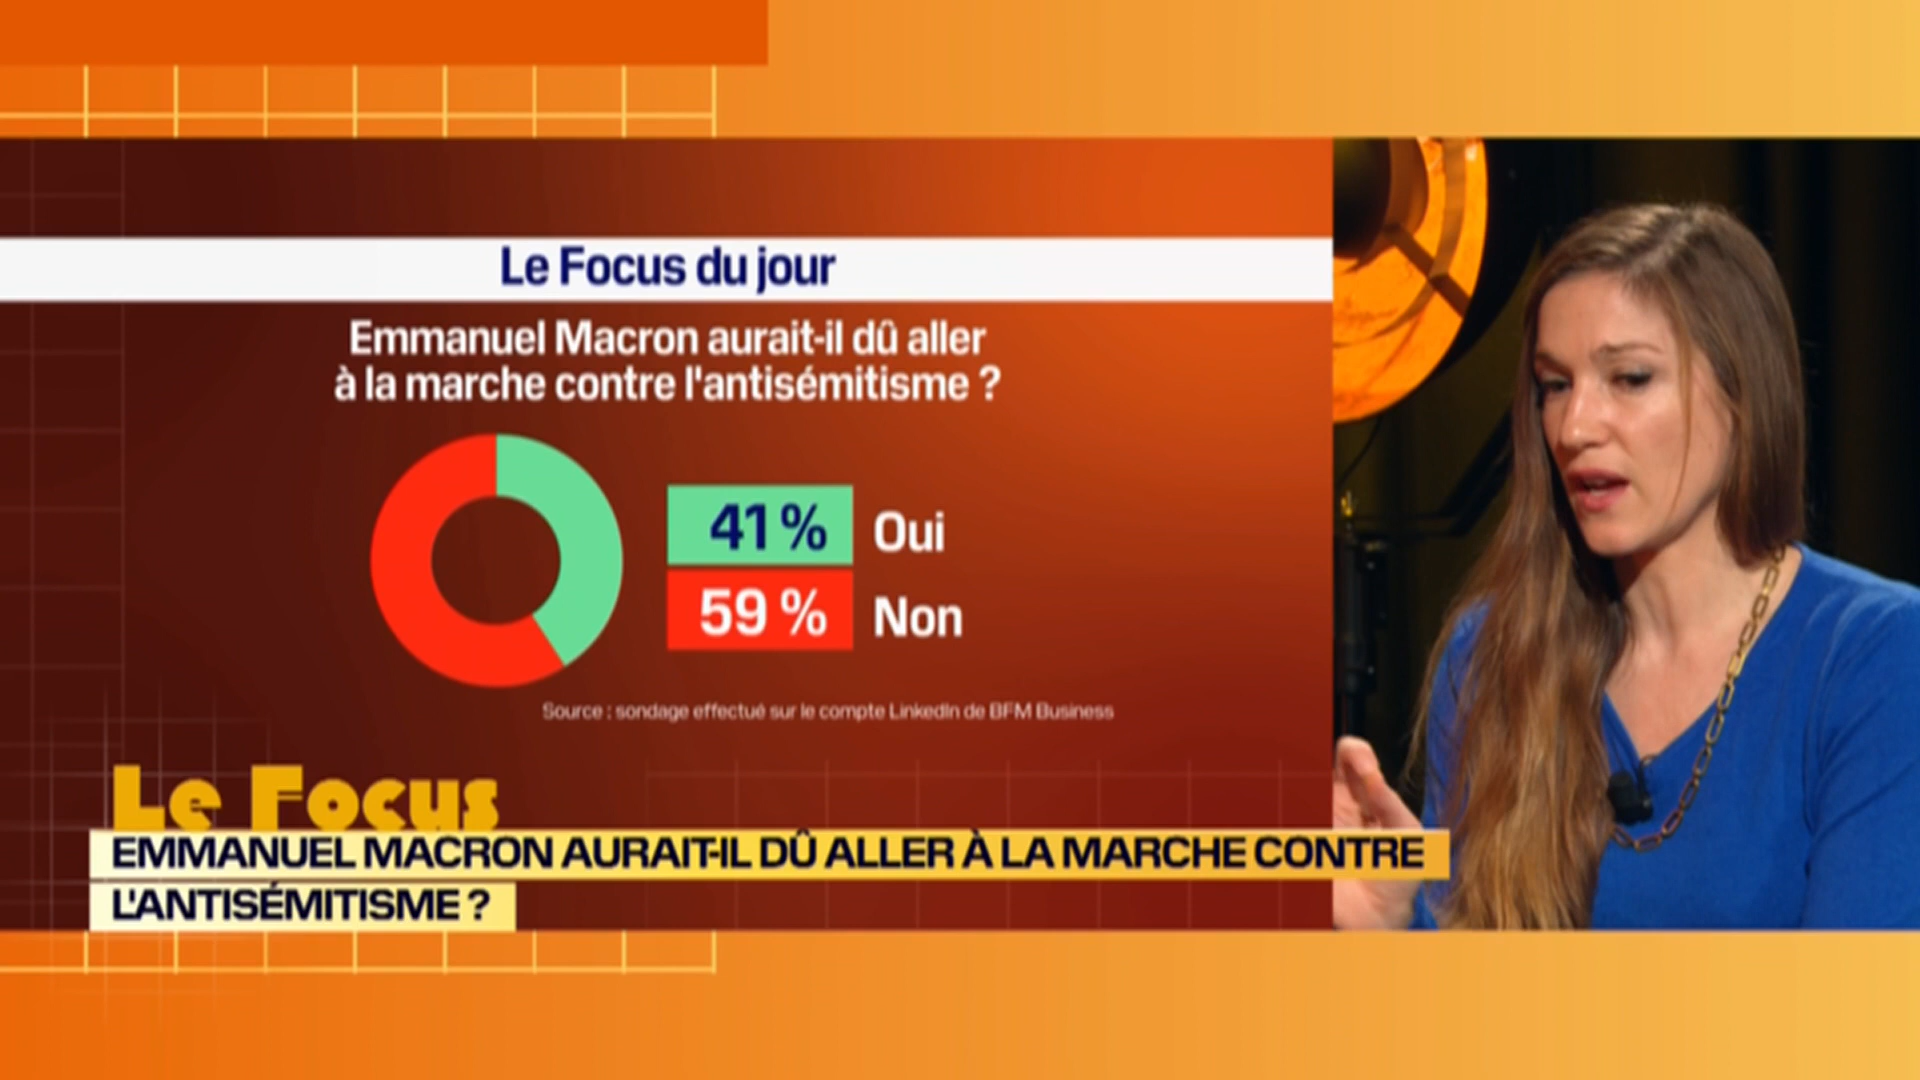 Le Focus du jour
Emmanuel Macron aurait-il dû aller
à la marche contre l'antisémitisme ?
41 % Oui
59 % Non
Source : sondage effectué sur le compte LinkedIn de BFM Business
Le Focus
EMMANUEL MACRON AURAIT-IL DÛ ALLER À LA MARCHE CONTRE
L'ANTISÉMITISME ?